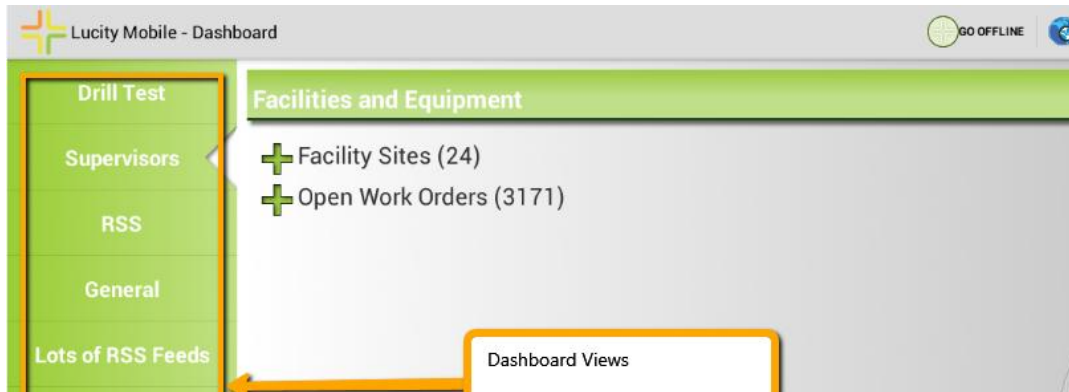 Lucity Mobile - Dashboard
GO OFFLINE
Drill Test
Supervisors
RSS
General
Lots of RSS Feeds
Facilities and Equipment
Facility Sites (24)
Open Work Orders (3171)
Dashboard Views